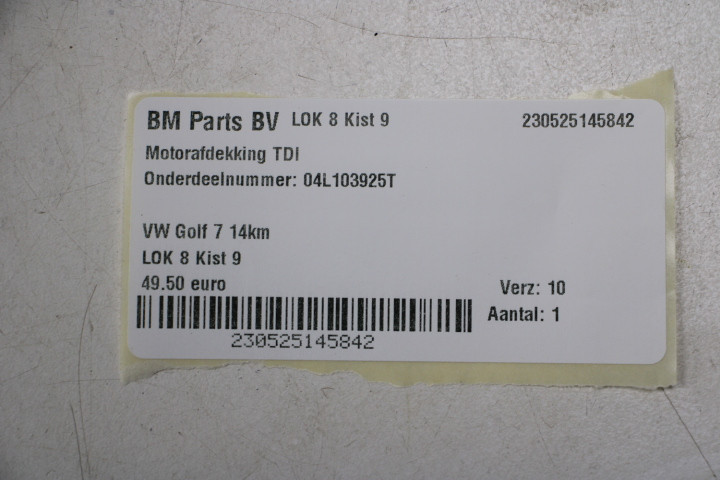 BM Parts BV LOK 8 Kist 9 230525145842
Motorafdekking TDI
Onderdeelnummer: 04L103925T
VW Golf 7 14km
LOK 8 Kist 9
49.50 euro Verz: 10
Aantal: 1
230525145842